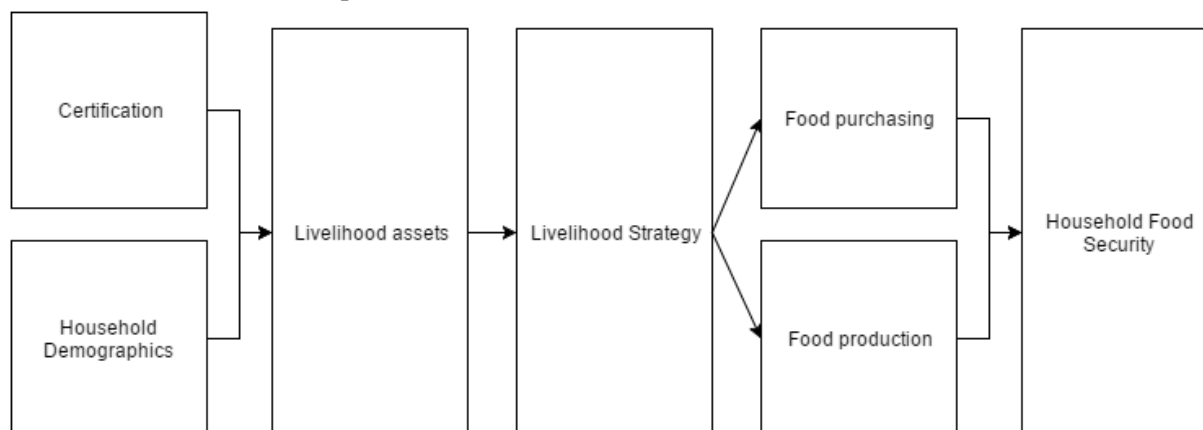 Certification
Household
Demographics
Livelihood assets
Livelihood Strategy
Food purchasing
Food production
Household Food
Security